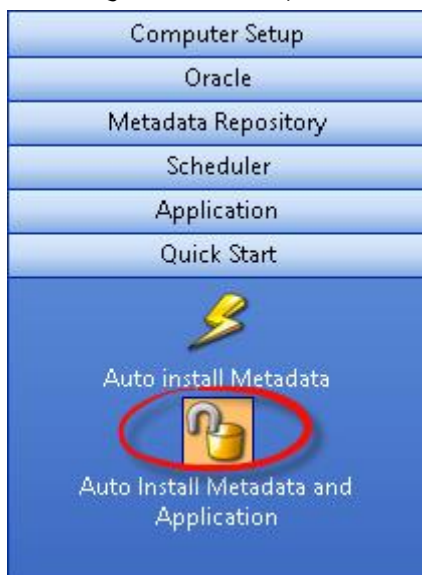 Computer Setup
Oracle
Metadata Repository
Scheduler
Application
Quick Start
Auto install Metadata
Auto Install Metadata and
Application